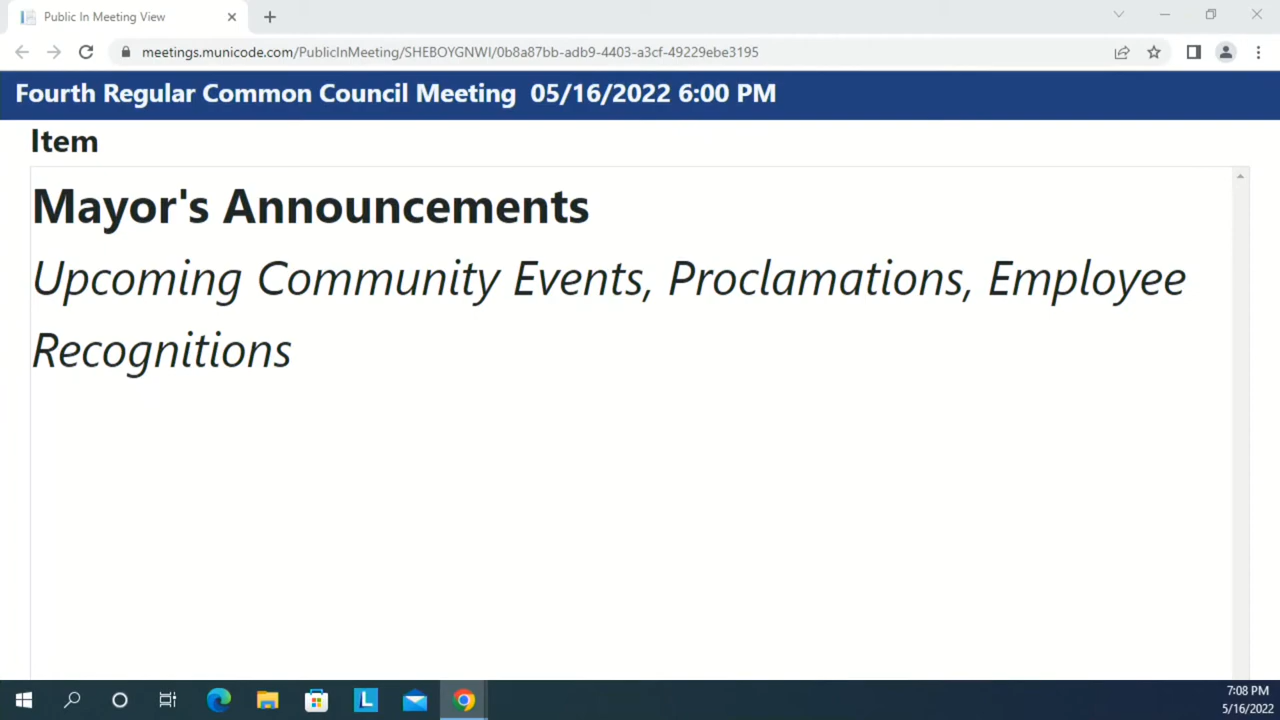 Public In Meeting View
meetings.municode.com/PublicInMeeting/SHEBOYGNWI/0b8a87bb-adb9-4403-a3cf-49229ebe3195
Fourth Regular Common Council Meeting 05/16/2022 6:00 PM
Item
Mayor's Announcements
Upcoming Community Events, Proclamations, Employee
Recognitions
L
7:08 PM
5/16/2022